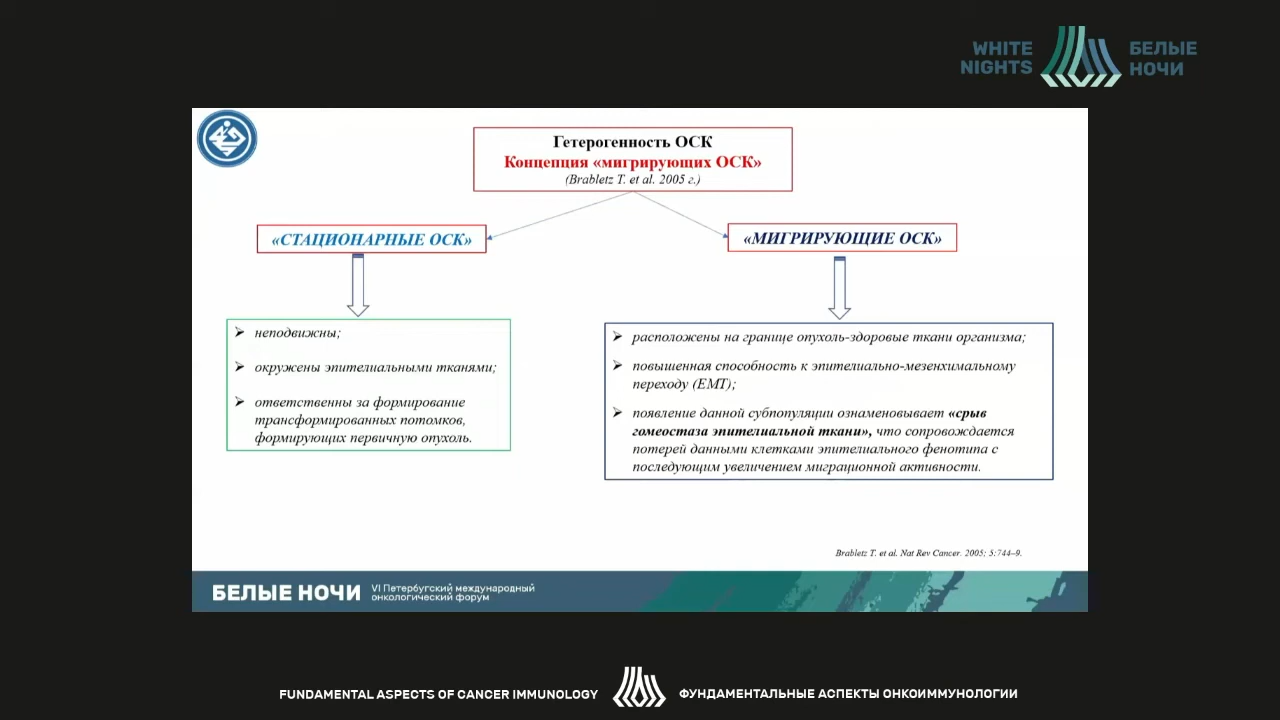 WHITE
NIGHTS
БЕЛЫЕ
НОЧИ
Гетерогенность ОСК
Концепция «мигрирующих ОСК»
(Brabletz T. et al. 2005 г.)
«СТАЦИОНАРНЫЕ ОСК»
«МИГРИРУЮЩИЕ ОСК»
неподвижны;
окружены эпителиальными тканями;
ответственны за формирование
трансформированных потомков,
формирующих первичную опухоль.
расположены на границе опухоль-здоровые ткани организма;
повышенная способность к эпителиально-мезенхимальному
переходу (ЕМТ);
появление данной субпопуляции ознаменовывает «срыв
гомеостаза эпителиальной ткани», что сопровождается
потерей данными клетками эпителиального фенотипа с
последующим увеличением миграционной активности.
Brabletz T. et al. Nat Rev Cancer. 2005; 5:744–9.
БЕЛЫЕ НОЧИ
VI Петербугский международный
онкологический форум
FUNDAMENTAL ASPECTS OF CANCER IMMUNOLOGY
ФУНДАМЕНТАЛЬНЫЕ АСПЕКТЫ ОНКОИММУНОЛОГИИ